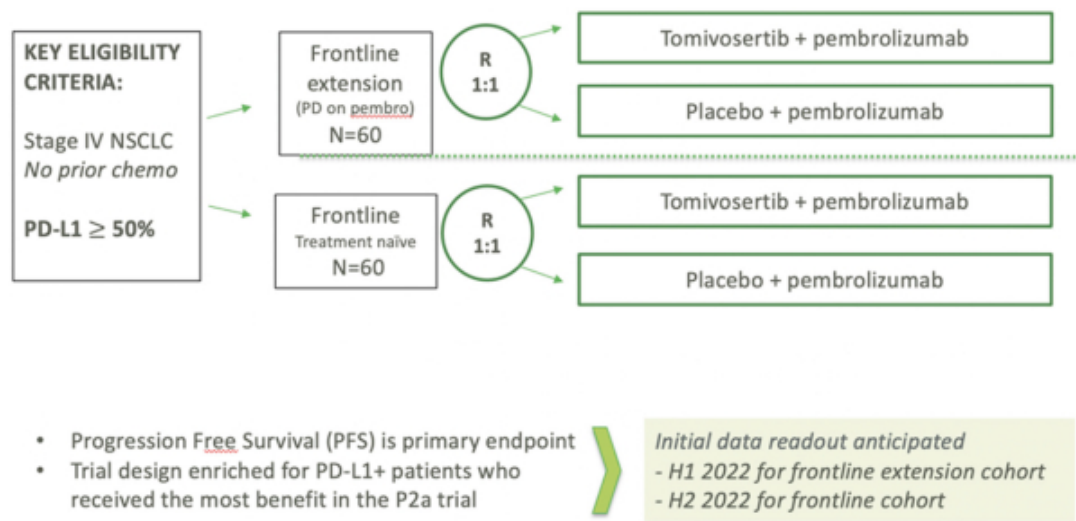 KEY ELIGIBILITY
CRITERIA:
Stage IV NSCLC
No prior chemo
PD-L1 ≥ 50%
Frontline
extension
(PD on pembro)
N=60
R
1:1
Tomivosertib + pembrolizumab
Placebo + pembrolizumab
Frontline
Treatment naïve
N=60
R
1:1
Tomivosertib + pembrolizumab
Placebo + pembrolizumab
• Progression Free Survival (PFS) is primary endpoint
• Trial design enriched for PD-L1+ patients who
received the most benefit in the P2a trial
Initial data readout anticipated
- H1 2022 for frontline extension cohort
- H2 2022 for frontline cohort